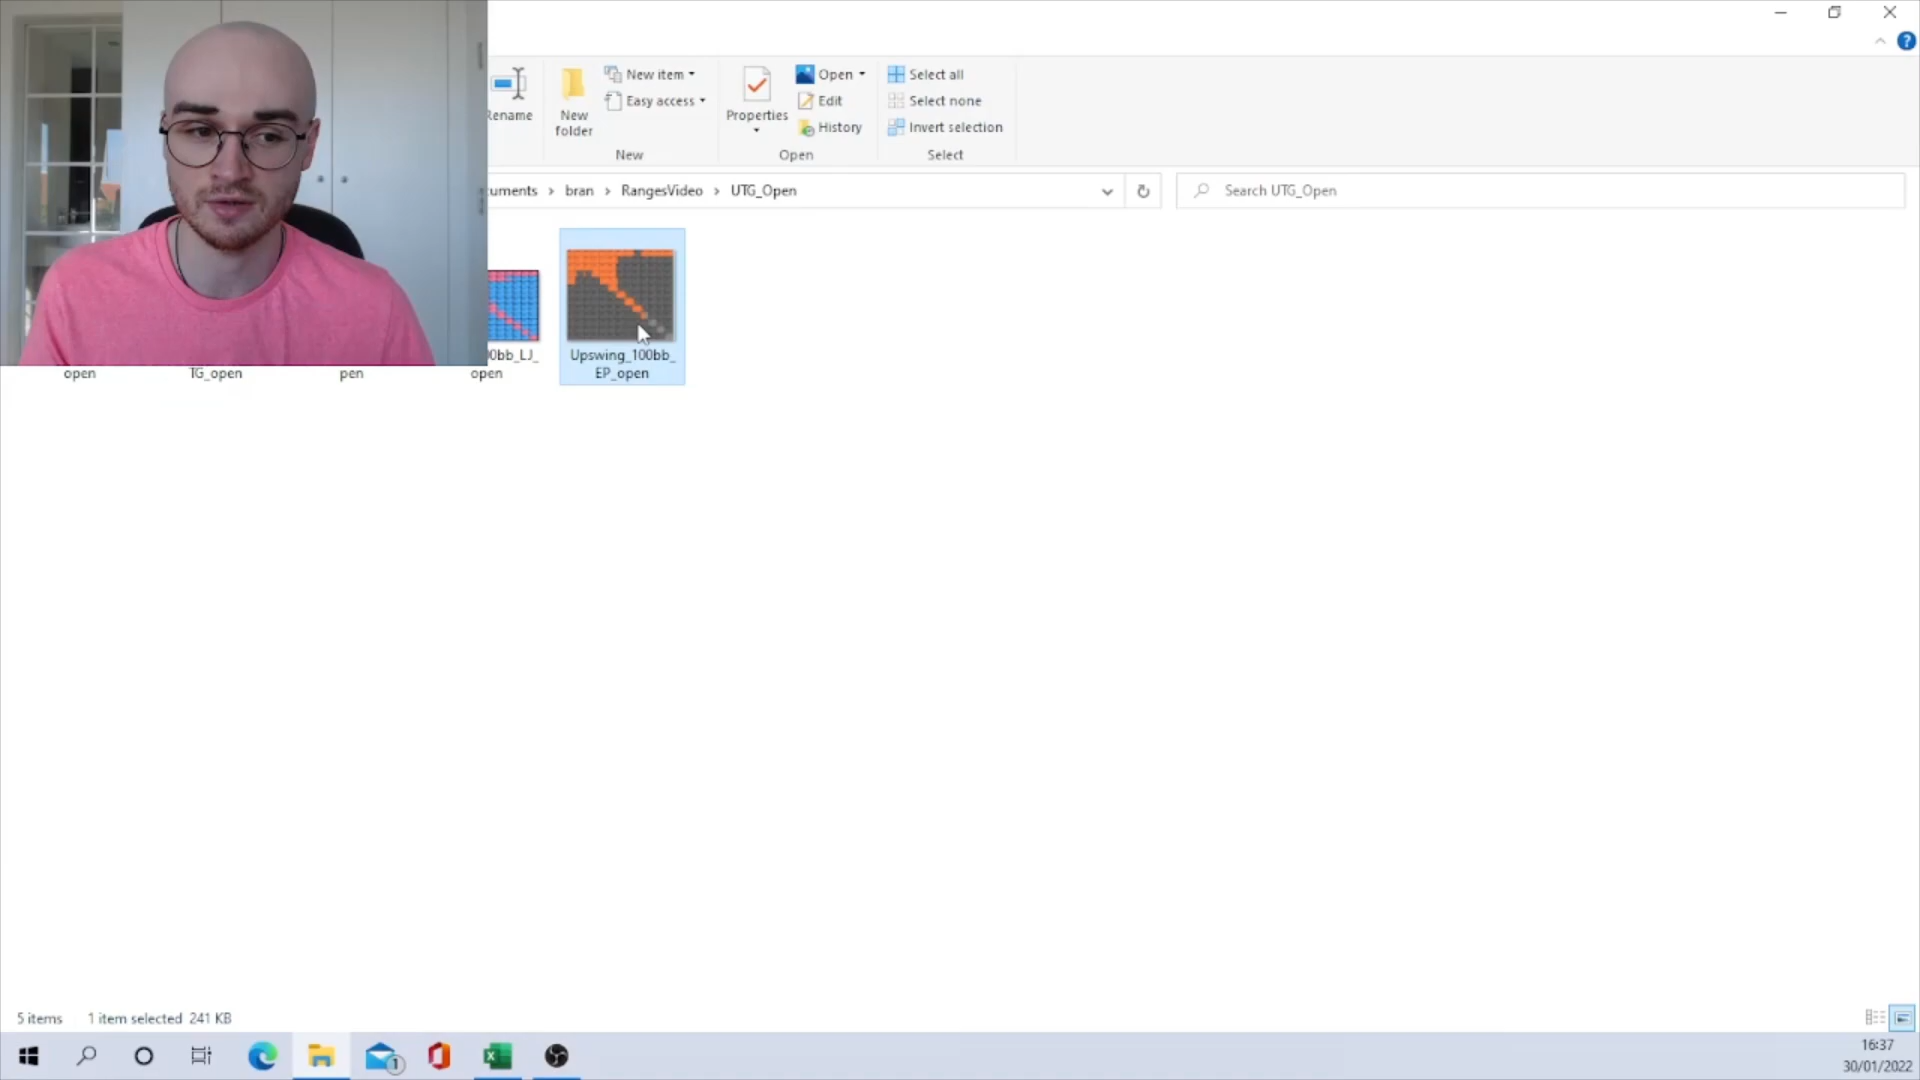 Rename
New folder
New item
Easy access
New
Properties
Open
Edit
History
Open
Select all
Select none
Invert selection
Select
cuments > bran > RangesVideo > UTG_Open
Search UTG_Open
open
TG_open
pen
0bb_LJ_
open
Upswing_100bb_
EP_open
5 items
1 item selected 241 KB
1
16:37
30/01/2022